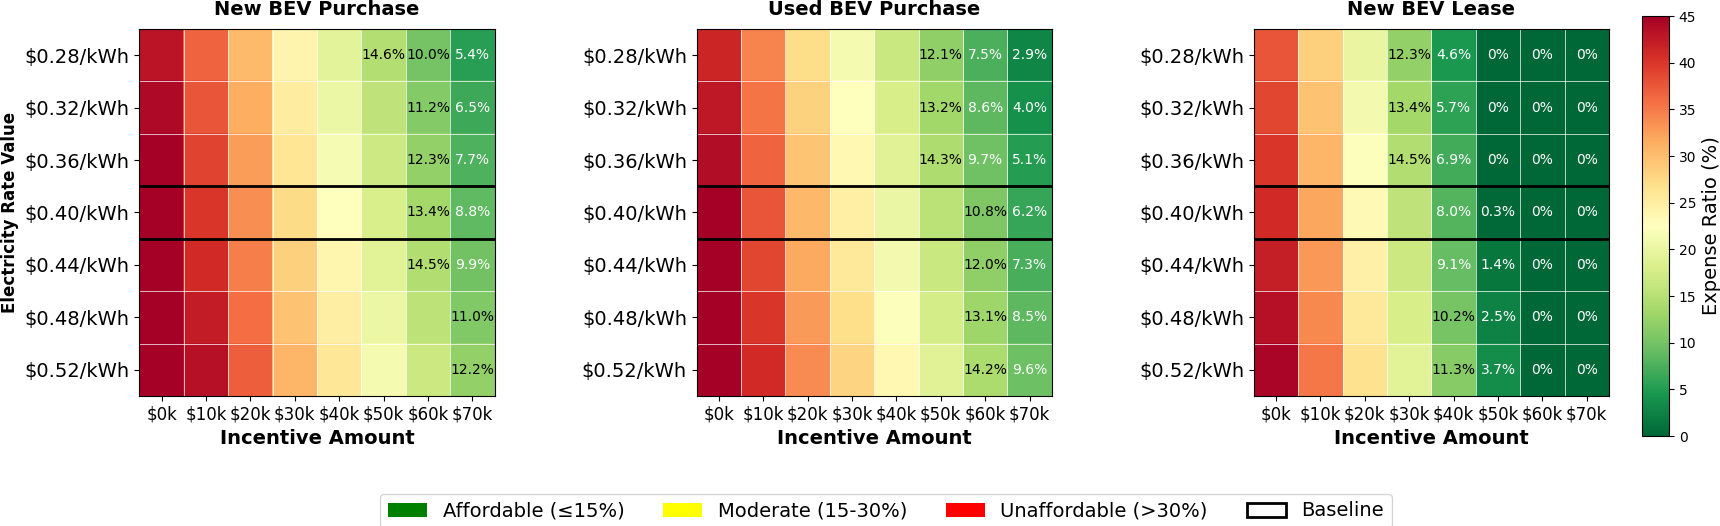 New BEV Purchase
Used BEV Purchase
New BEV Lease
Electricity Rate Value
$0.28/kWh 14.6% 10.0% 5.4%
$0.32/kWh 11.2% 6.5%
$0.36/kWh 12.3% 7.7%
$0.40/kWh 13.4% 8.8%
$0.44/kWh 14.5% 9.9%
$0.48/kWh 11.0%
$0.52/kWh 12.2%
$0k $10k $20k $30k $40k $50k $60k $70k
Incentive Amount
$0.28/kWh 12.1% 7.5% 2.9%
$0.32/kWh 13.2% 8.6% 4.0%
$0.36/kWh 14.3% 9.7% 5.1%
$0.40/kWh 10.8% 6.2%
$0.44/kWh 12.0% 7.3%
$0.48/kWh 13.1% 8.5%
$0.52/kWh 14.2% 9.6%
$0k $10k $20k $30k $40k $50k $60k $70k
Incentive Amount
$0.28/kWh 12.3% 4.6% 0% 0% 0%
$0.32/kWh 13.4% 5.7% 0% 0% 0%
$0.36/kWh 14.5% 6.9% 0% 0% 0%
$0.40/kWh 8.0% 0.3% 0% 0%
$0.44/kWh 9.1% 1.4% 0% 0%
$0.48/kWh 10.2% 2.5% 0% 0%
$0.52/kWh 11.3% 3.7% 0% 0%
$0k $10k $20k $30k $40k $50k $60k $70k
Incentive Amount
45
40
35
30
25
20
15
10
5
0
Expense Ratio (%)
Affordable (≤15%)
Moderate (15-30%)
Unaffordable (>30%)
Baseline